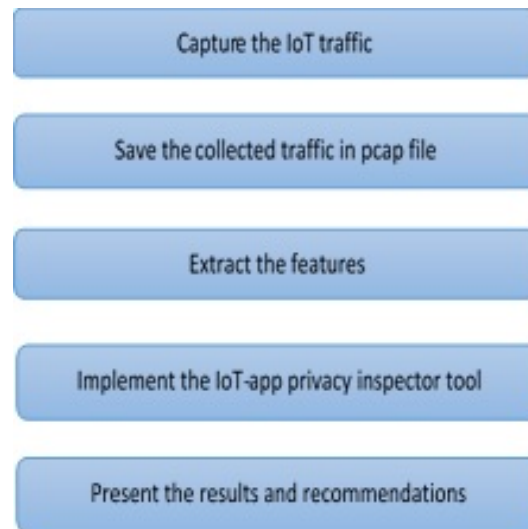 Capture the IoT traffic
Save the collected traffic in pcap file
Extract the features
Implement the IoT-app privacy inspector tool
Present the results and recommendations